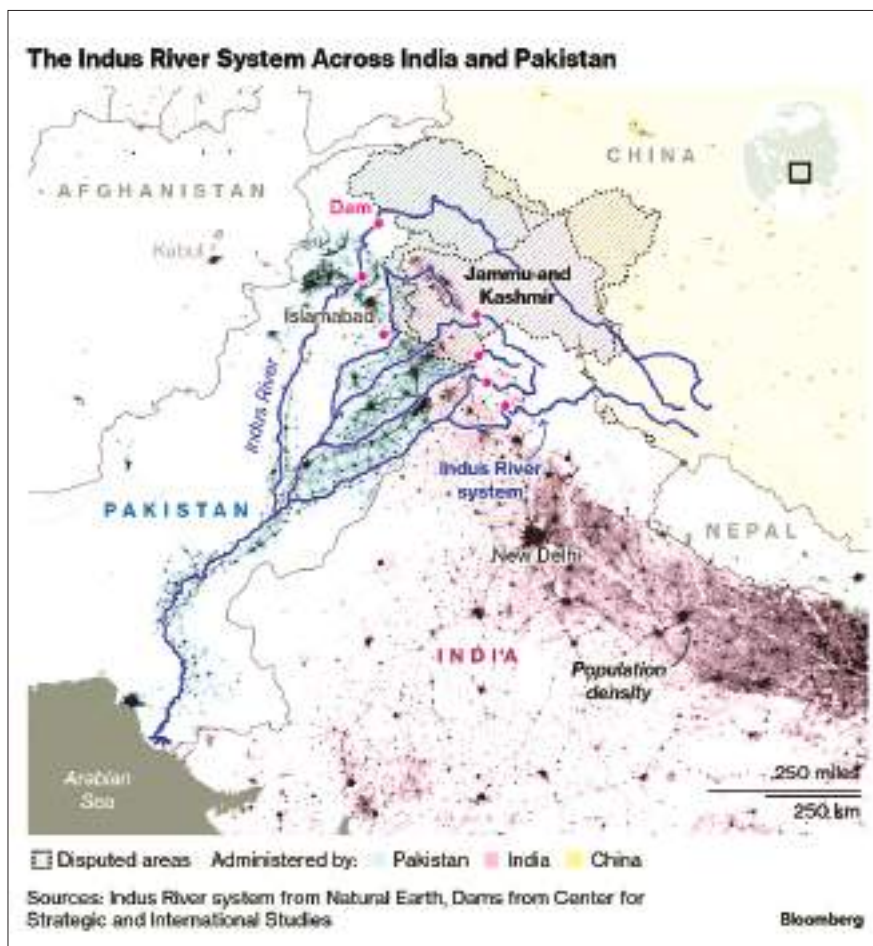 The Indus River System Across India and Pakistan
CHINA
AFGHANISTAN
Dam
Kabul
Jammu and
Kashmir
Islamabad
Indus River
Indus River
system
PAKISTAN
NEPAL
New Delhi
INDIA
Population
density
Arabian
Sea
250 miles
250 km
Disputed areas Administered by: Pakistan India China
Sources: Indus River system from Natural Earth, Dams from Center for
Strategic and International Studies
Bloomberg